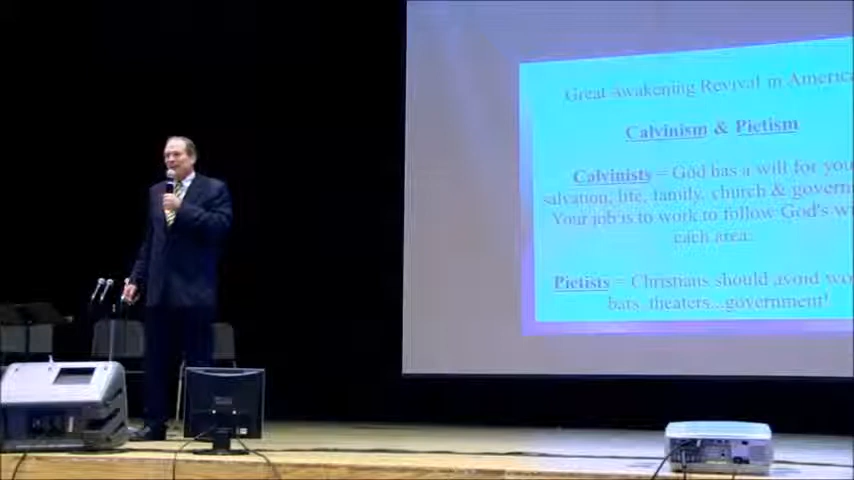 Great Awakening Revival in America
Calvinism & Pietism
Calvinists = God has a will for you
salvation, life, family, church & governm
Your job is to work to follow God's w
each area.
Pietists = Christians should avoid wo
bars, theaters...government!